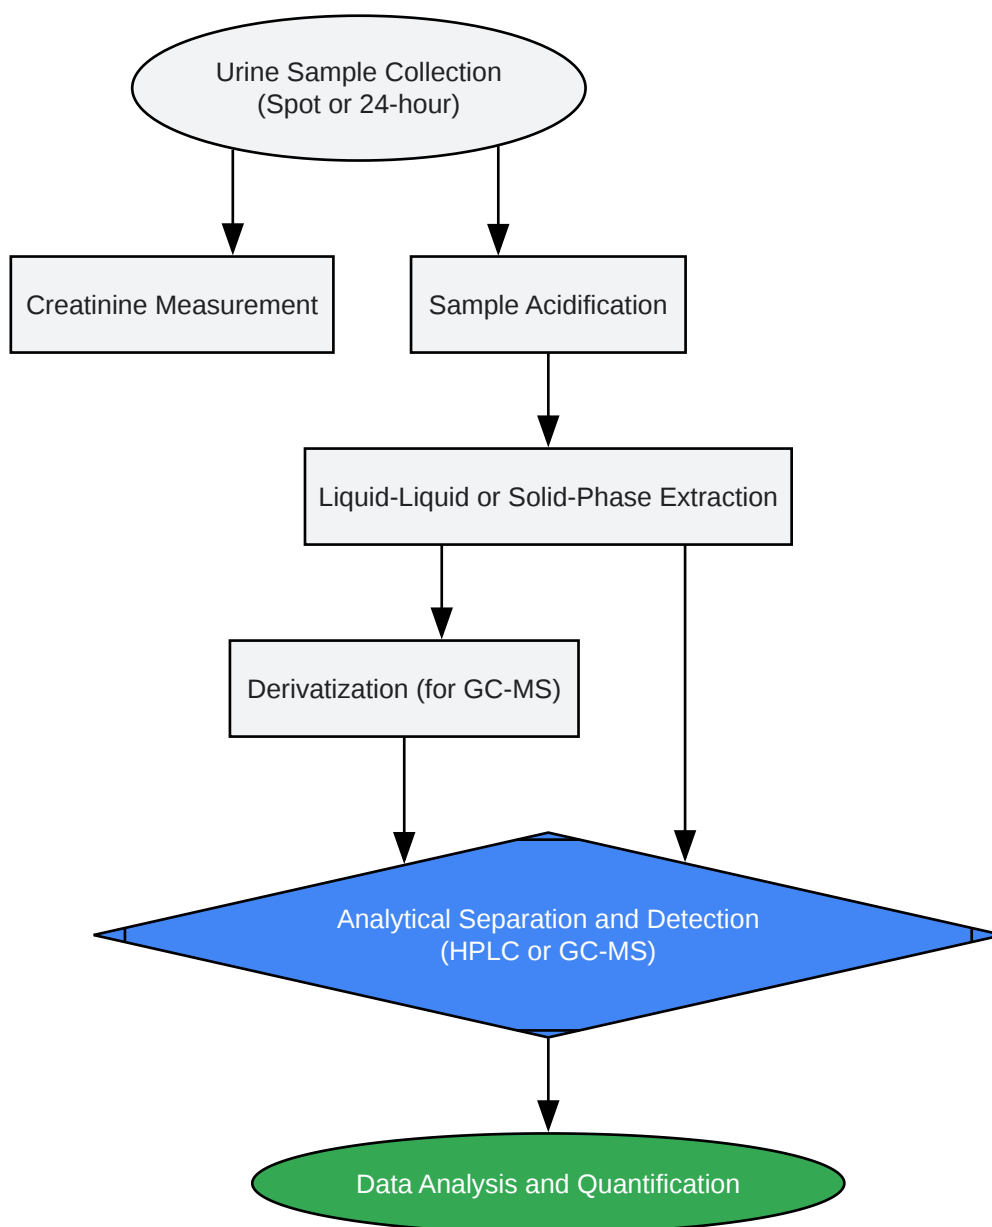 Urine Sample Collection
(Spot or 24-hour)
Creatinine Measurement
Sample Acidification
Liquid-Liquid or Solid-Phase Extraction
Derivatization (for GC-MS)
Analytical Separation and Detection
(HPLC or GC-MS)
Data Analysis and Quantification